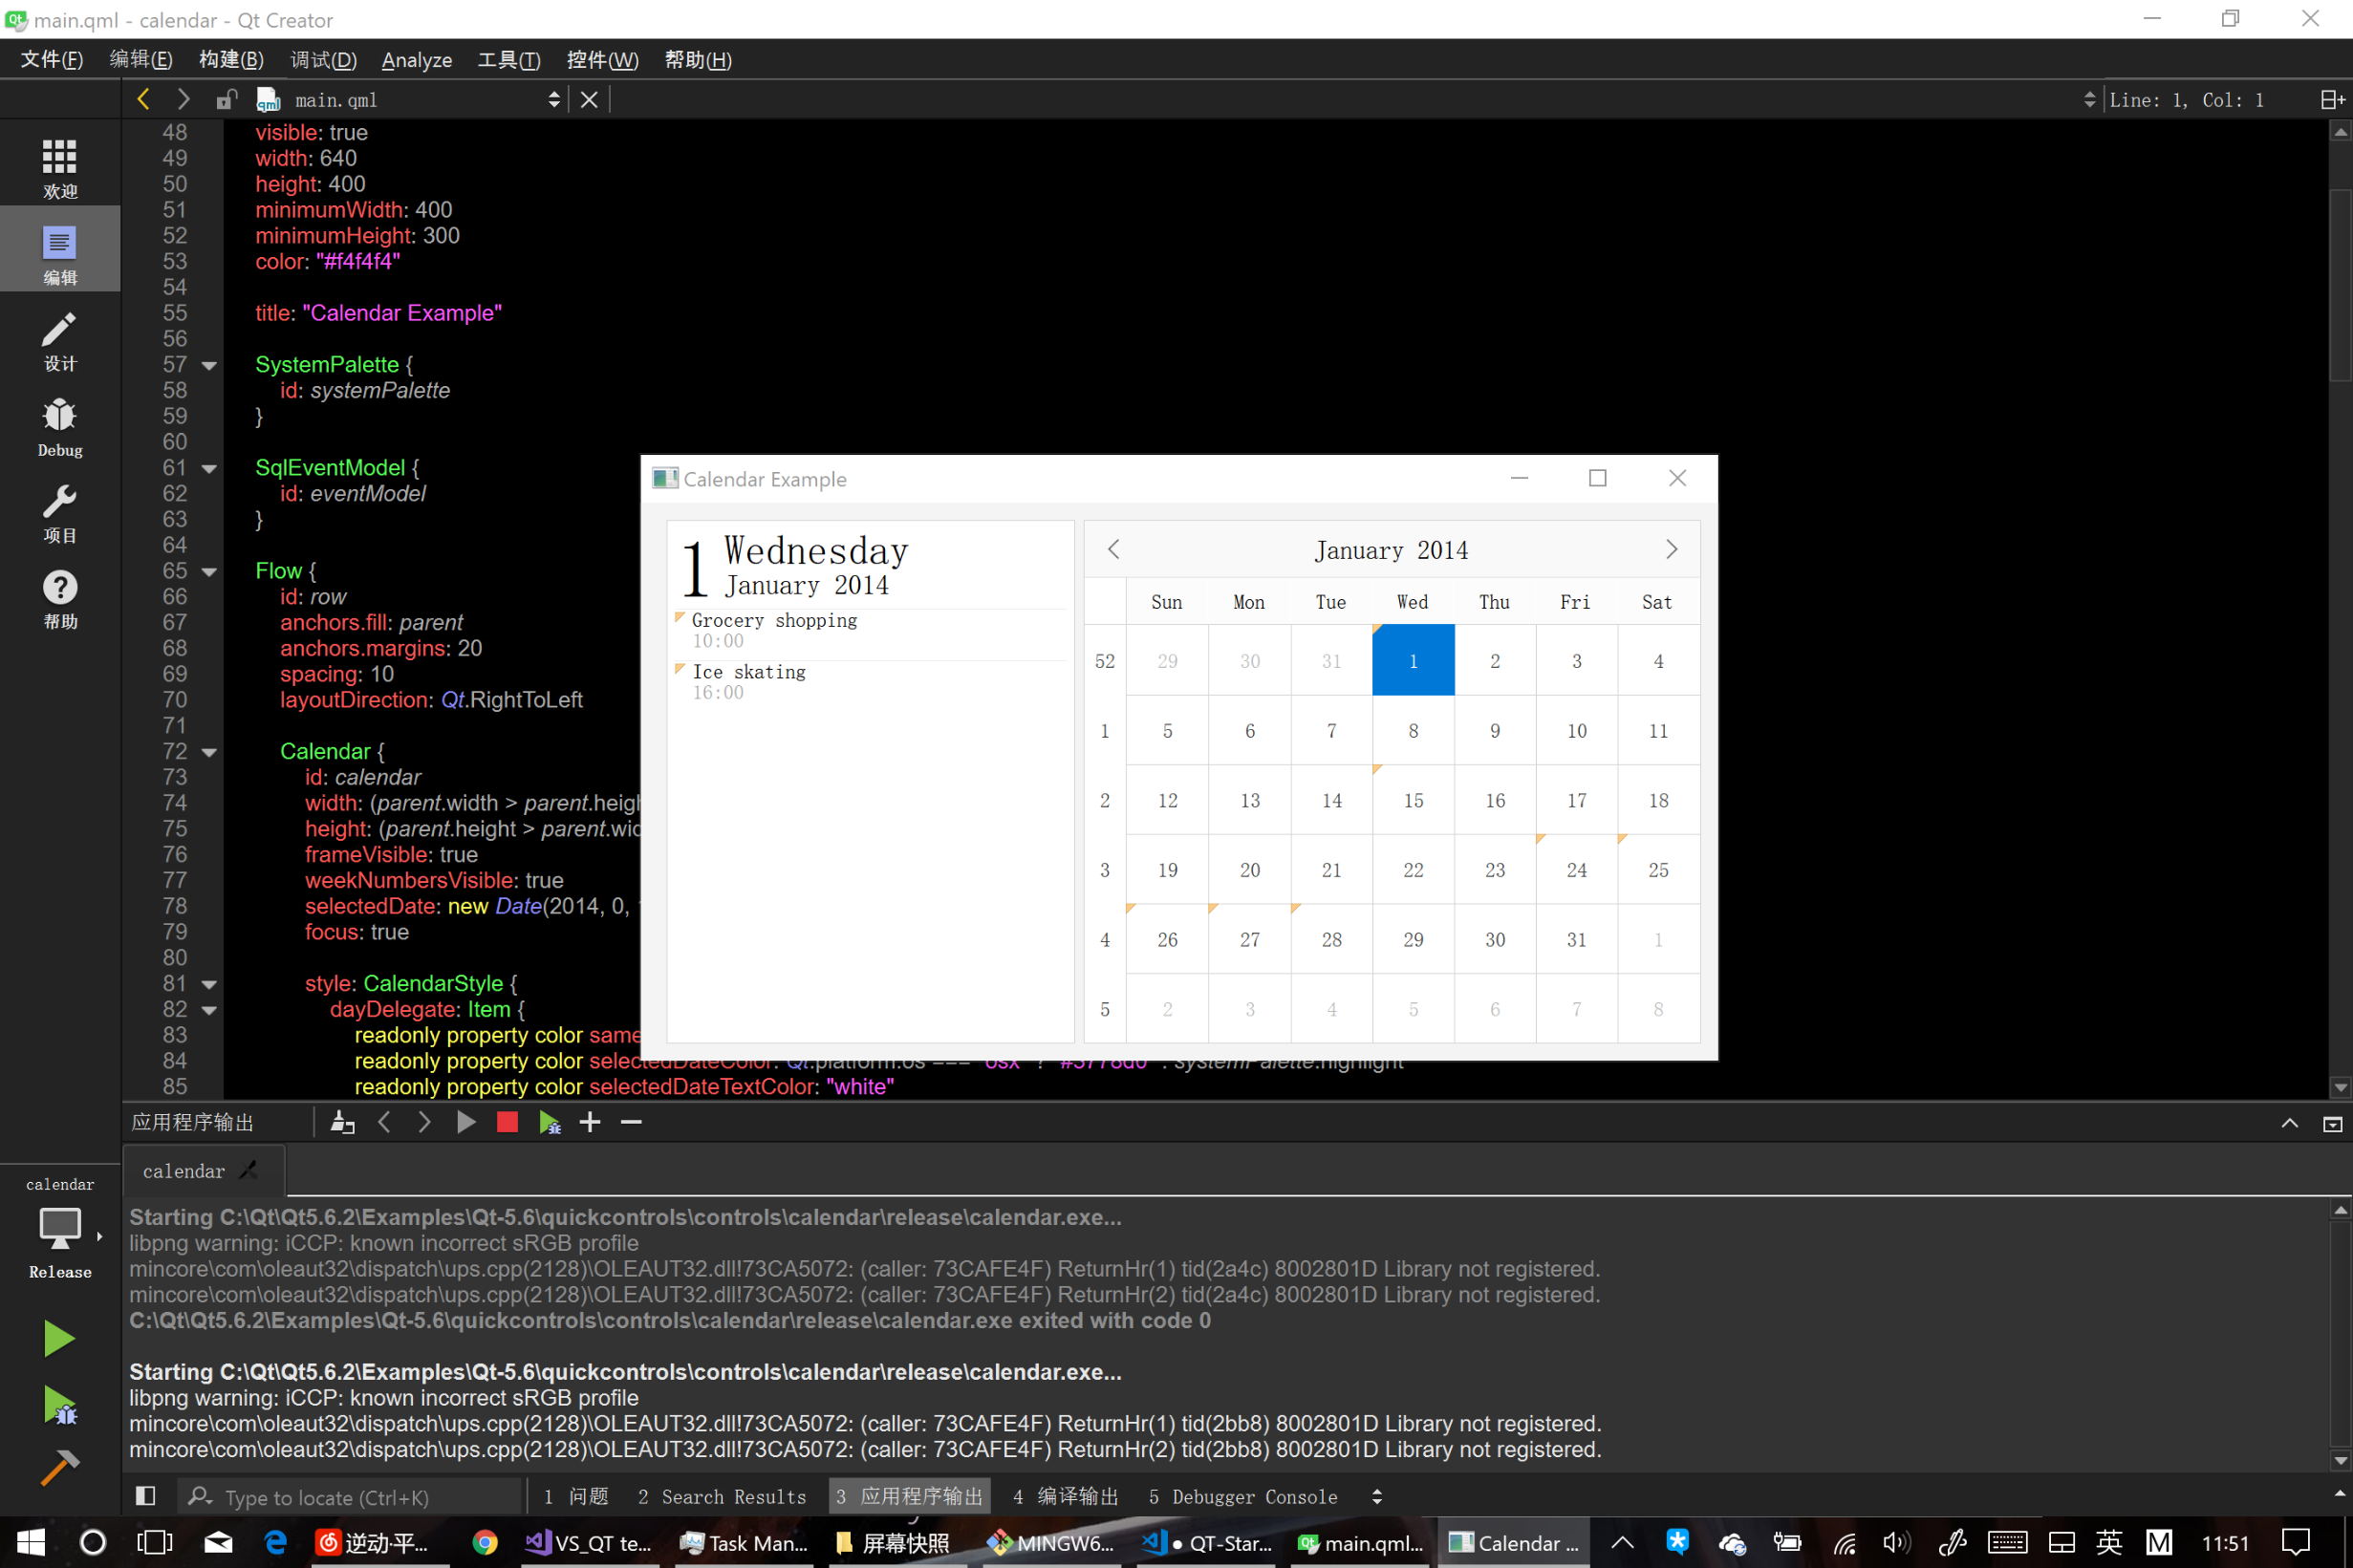 main.qml - calendar - Qt Creator
文件(F) 编辑(E) 构建(B) 调试(D) Analyze 工具(T) 控件(W) 帮助(H)
main.qml Line: 1, Col: 1
欢迎
编辑
设计
Debug
项目
帮助
48 visible: true
49 width: 640
50 height: 400
51 minimumWidth: 400
52 minimumHeight: 300
53 color: "#f4f4f4"
54
55 title: "Calendar Example"
56
57 SystemPalette {
58 id: systemPalette
59 }
60
61 SqlEventModel {
62 id: eventModel
63 }
64
65 Flow {
66 id: row
67 anchors.fill: parent
68 anchors.margins: 20
69 spacing: 10
70 layoutDirection: Qt.RightToLeft
71
72 Calendar {
73 id: calendar
74 width: (parent.width > parent.heigh
75 height: (parent.height > parent.wid
76 frameVisible: true
77 weekNumbersVisible: true
78 selectedDate: new Date(2014, 0,
79 focus: true
80
81 style: CalendarStyle {
82 dayDelegate: Item {
83 readonly property color same
84 readonly property color selectedDateColor: Qt.platform.os === "osx" ? "#3778d0" : systemPalette.highlight
85 readonly property color selectedDateTextColor: "white"
Calendar Example
1 Wednesday
January 2014
Grocery shopping
10:00
Ice skating
16:00
January 2014
Sun Mon Tue Wed Thu Fri Sat
52 29 30 31 1 2 3 4
1 5 6 7 8 9 10 11
2 12 13 14 15 16 17 18
3 19 20 21 22 23 24 25
4 26 27 28 29 30 31 1
5 2 3 4 5 6 7 8
应用程序输出
calendar
calendar
Release
Starting C:\Qt\Qt5.6.2\Examples\Qt-5.6\quickcontrols\controls\calendar\release\calendar.exe...
libpng warning: iCCP: known incorrect sRGB profile
mincore\com\oleaut32\dispatch\ups.cpp(2128)\OLEAUT32.dll!73CA5072: (caller: 73CAFE4F) ReturnHr(1) tid(2a4c) 8002801D Library not registered.
mincore\com\oleaut32\dispatch\ups.cpp(2128)\OLEAUT32.dll!73CA5072: (caller: 73CAFE4F) ReturnHr(2) tid(2a4c) 8002801D Library not registered.
C:\Qt\Qt5.6.2\Examples\Qt-5.6\quickcontrols\controls\calendar\release\calendar.exe exited with code 0
Starting C:\Qt\Qt5.6.2\Examples\Qt-5.6\quickcontrols\controls\calendar\release\calendar.exe...
libpng warning: iCCP: known incorrect sRGB profile
mincore\com\oleaut32\dispatch\ups.cpp(2128)\OLEAUT32.dll!73CA5072: (caller: 73CAFE4F) ReturnHr(1) tid(2bb8) 8002801D Library not registered.
mincore\com\oleaut32\dispatch\ups.cpp(2128)\OLEAUT32.dll!73CA5072: (caller: 73CAFE4F) ReturnHr(2) tid(2bb8) 8002801D Library not registered.
Type to locate (Ctrl+K) 1 问题 2 Search Results 3 应用程序输出 4 编译输出 5 Debugger Console
逆动·平... VS_QT te... Task Man... 屏幕快照 MINGW6... ● QT-Star... main.qml... Calendar ... 英 M 11:51